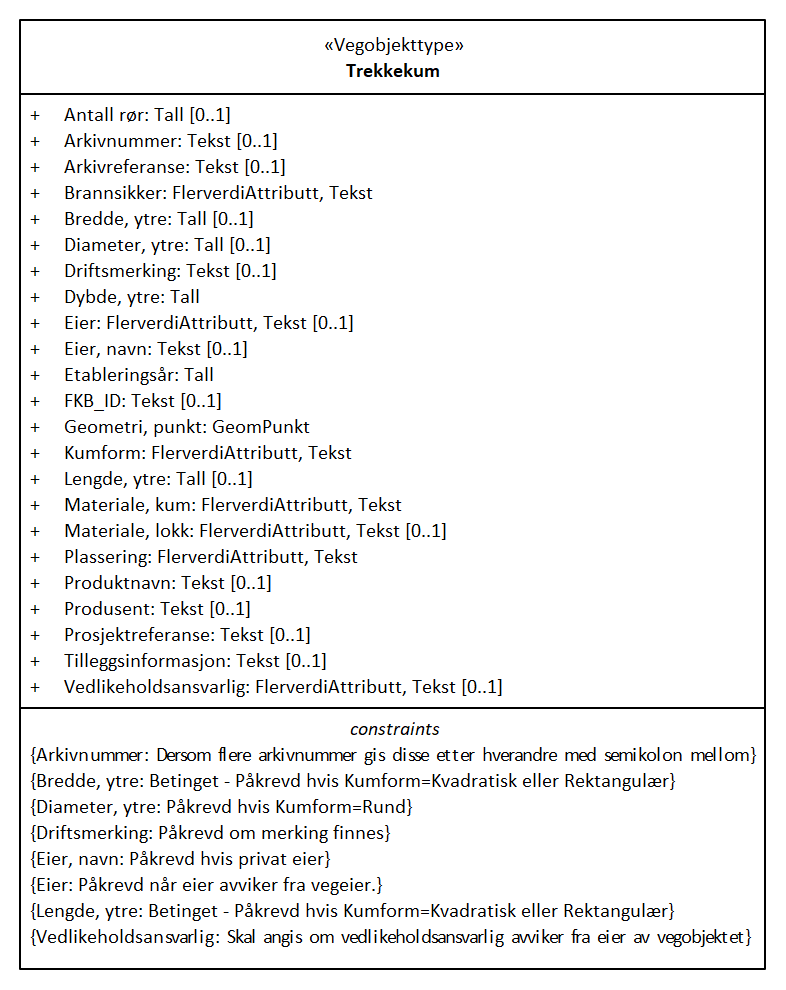 «Vegobjekttype»
Trekkekum
+ Antall rør: Tall [0..1]
+ Arkivnummer: Tekst [0..1]
+ Arkivreferanse: Tekst [0..1]
+ Brannsikker: FlerverdiAttributt, Tekst
+ Bredde, ytre: Tall [0..1]
+ Diameter, ytre: Tall [0..1]
+ Driftsmerking: Tekst [0..1]
+ Dybde, ytre: Tall
+ Eier: FlerverdiAttributt, Tekst [0..1]
+ Eier, navn: Tekst [0..1]
+ Etableringsår: Tall
+ FKB_ID: Tekst [0..1]
+ Geometri, punkt: GeomPunkt
+ Kumform: FlerverdiAttributt, Tekst
+ Lengde, ytre: Tall [0..1]
+ Materiale, kum: FlerverdiAttributt, Tekst
+ Materiale, lokk: FlerverdiAttributt, Tekst [0..1]
+ Plassering: FlerverdiAttributt, Tekst
+ Produktnavn: Tekst [0..1]
+ Produsent: Tekst [0..1]
+ Prosjektreferanse: Tekst [0..1]
+ Tilleggsinformasjon: Tekst [0..1]
+ Vedlikeholdsansvarlig: FlerverdiAttributt, Tekst [0..1]
constraints
{Arkivnummer: Dersom flere arkivnummer gis disse etter hverandre med semikolon mellom}
{Bredde, ytre: Betinget - Påkrevd hvis Kumform=Kvadratisk eller Rektangulær}
{Diameter, ytre: Påkrevd hvis Kumform=Rund}
{Driftsmerking: Påkrevd om merking finnes}
{Eier, navn: Påkrevd hvis privat eier}
{Eier: Påkrevd når eier avviker fra vegeier.}
{Lengde, ytre: Betinget - Påkrevd hvis Kumform=Kvadratisk eller Rektangulær}
{Vedlikeholdsansvarlig: Skal angis om vedlikeholdsansvarlig avviker fra eier av vegobjektet}